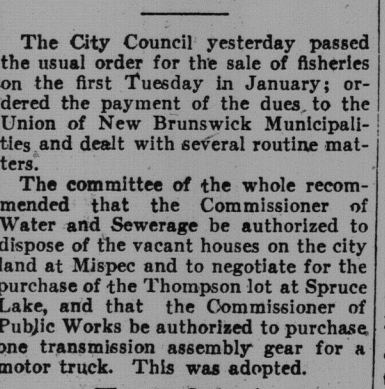 The City Council yesterday passed
the usual order for the sale of fisheries
on the first Tuesday in January; or-
dered the payment of the dues to the
Union of New Brunswick Municipali-
ties and dealt with several routine mat-
ters.
The committee of the whole recom-
mended that the Commissioner of
Water and Sewerage be authorized to
dispose of the vacant houses on the city
land at Mispec and to negotiate for the
purchase of the Thompson lot at Spruce
Lake, and that the Commissioner of
Public Works be authorized to purchase
one transmission assembly gear for a
motor truck. This was adopted.